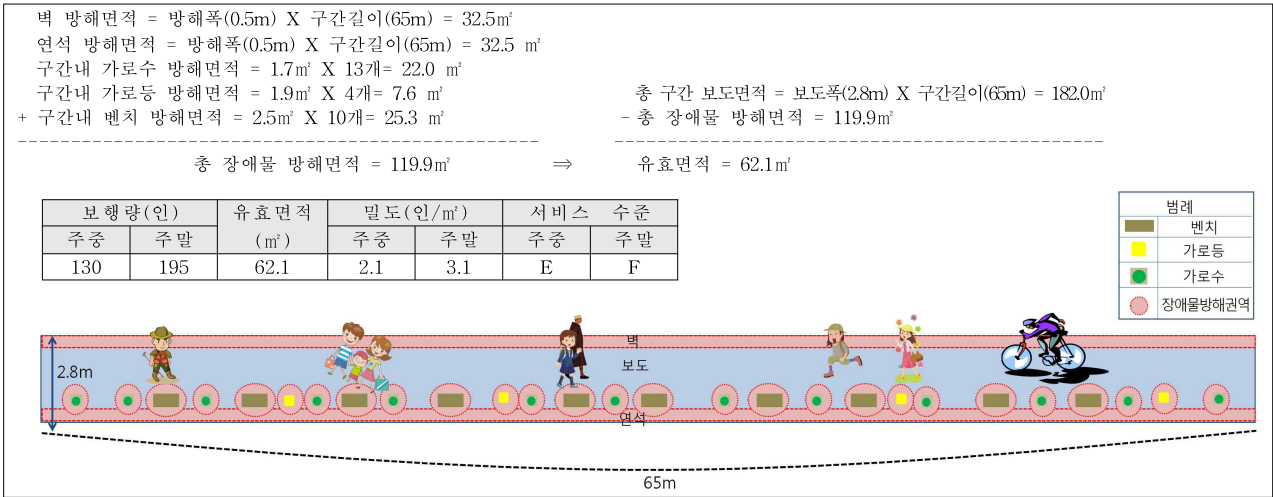 벽 방해면적 = 방해폭(0.5m) X 구간길이(65m) = 32.5㎡
연석 방해면적 = 방해폭(0.5m) X 구간길이(65m) = 32.5 ㎡
구간내 가로수 방해면적 = 1.7㎡ X 13개= 22.0 ㎡
구간내 가로등 방해면적 = 1.9㎡ X 4개= 7.6 ㎡
+ 구간내 벤치 방해면적 = 2.5㎡ X 10개= 25.3 ㎡
총 장애물 방해면적 = 119.9㎡ ⇒
총 구간 보도면적 = 보도폭(2.8m) X 구간길이(65m) = 182.0㎡
- 총 장애물 방해면적 = 119.9㎡
유효면적 = 62.1㎡
보행량(인) 유효면적 (㎡) 밀도(인/㎡) 서비스 수준
주중 주말 주중 주말 주중 주말
130 195 62.1 2.1 3.1 E F
범례
벤치
가로등
가로수
장애물방해권역
벽
보도
2.8m
연석
65m